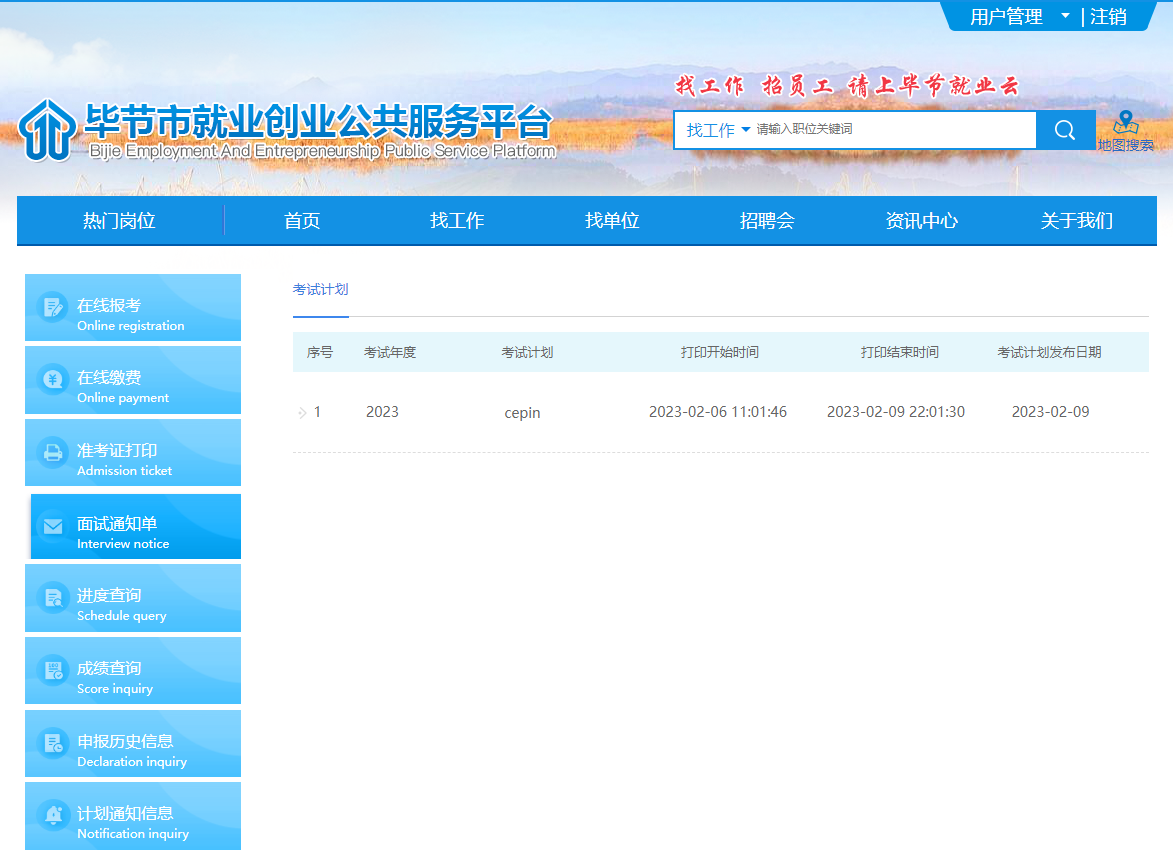 用户管理 | 注销
找工作 招员工 请上毕节就业云
毕节市就业创业公共服务平台
Bijie Employment And Entrepreneurship Public Service Platform
找工作 请输入职位关键词
地图搜索
热门岗位 首页 找工作 找单位 招聘会 资讯中心 关于我们
在线报考
Online registration
在线缴费
Online payment
准考证打印
Admission ticket
面试通知单
Interview notice
进度查询
Schedule query
成绩查询
Score inquiry
申报历史信息
Declaration inquiry
计划通知信息
Notification inquiry
考试计划
序号 考试年度 考试计划 打印开始时间 打印结束时间 考试计划发布日期
1 2023 cepin 2023-02-06 11:01:46 2023-02-09 22:01:30 2023-02-09